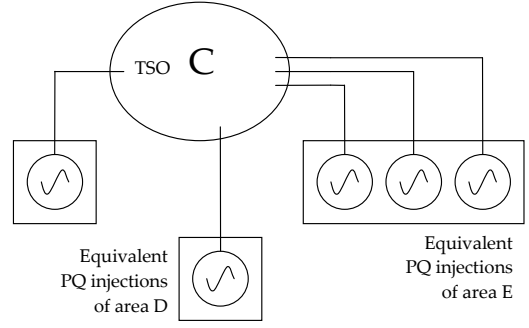 TSO C
Equivalent
PQ injections
of area D
Equivalent
PQ injections
of area E